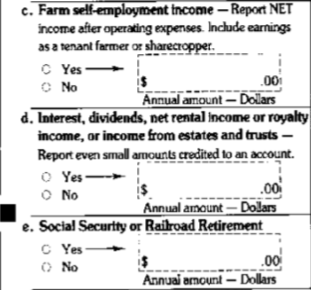 c. Farm self-employment income — Report NET
income after operating expenses. Include earnings
as a tenant farmer or sharecropper.
Yes
No
$ .00
Annual amount — Dollars
d. Interest, dividends, net rental income or royalty
income, or income from estates and trusts —
Report even small amounts credited to an account.
Yes
No
$ .00
Annual amount — Dollars
e. Social Security or Railroad Retirement
Yes
No
$ .00
Annual amount — Dollars